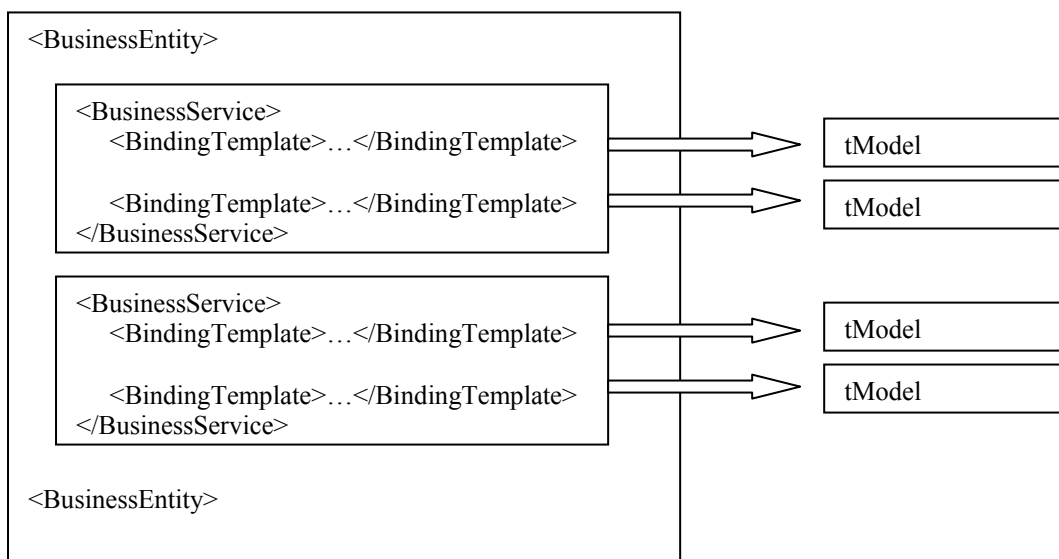 <BusinessEntity>
<BusinessService>
<BindingTemplate>…</BindingTemplate>
<BindingTemplate>…</BindingTemplate>
</BusinessService>
<BusinessService>
<BindingTemplate>…</BindingTemplate>
<BindingTemplate>…</BindingTemplate>
</BusinessService>
<BusinessEntity>
tModel
tModel
tModel
tModel